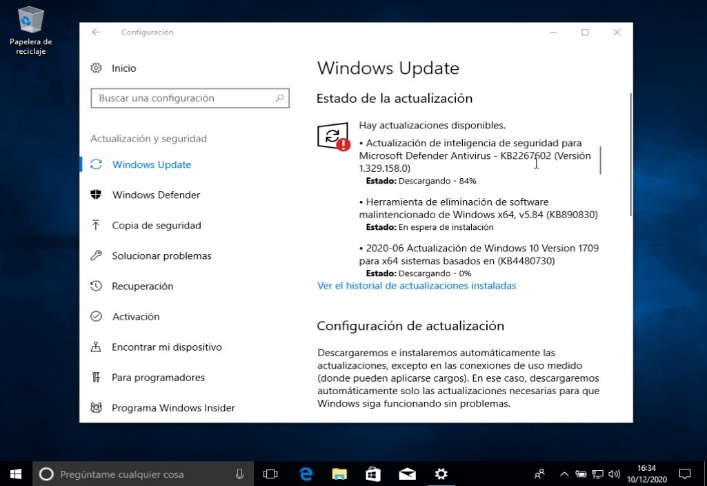 Papelera de
reciclaje
Configuración
Inicio
Buscar una configuración
Actualización y seguridad
Windows Update
Windows Defender
Copia de seguridad
Solucionar problemas
Recuperación
Activación
Encontrar mi dispositivo
Para programadores
Programa Windows Insider
Windows Update
Estado de la actualización
Hay actualizaciones disponibles.
• Actualización de inteligencia de seguridad para
Microsoft Defender Antivirus - KB2267602 (Versión
1.329.158.0)
Estado: Descargando - 84%
• Herramienta de eliminación de software
malintencionado de Windows x64, v5.84 (KB890830)
Estado: En espera de instalación
• 2020-06 Actualización de Windows 10 Version 1709
para x64 sistemas basados en (KB4480730)
Estado: Descargando - 0%
Ver el historial de actualizaciones instaladas
Configuración de actualización
Descargaremos e instalaremos automáticamente las
actualizaciones, excepto en las conexiones de uso medido
(donde pueden aplicarse cargos). En ese caso, descargaremos
automáticamente solo las actualizaciones necesarias para que
Windows siga funcionando sin problemas.
Pregúntame cualquier cosa
16:34
10/12/2020